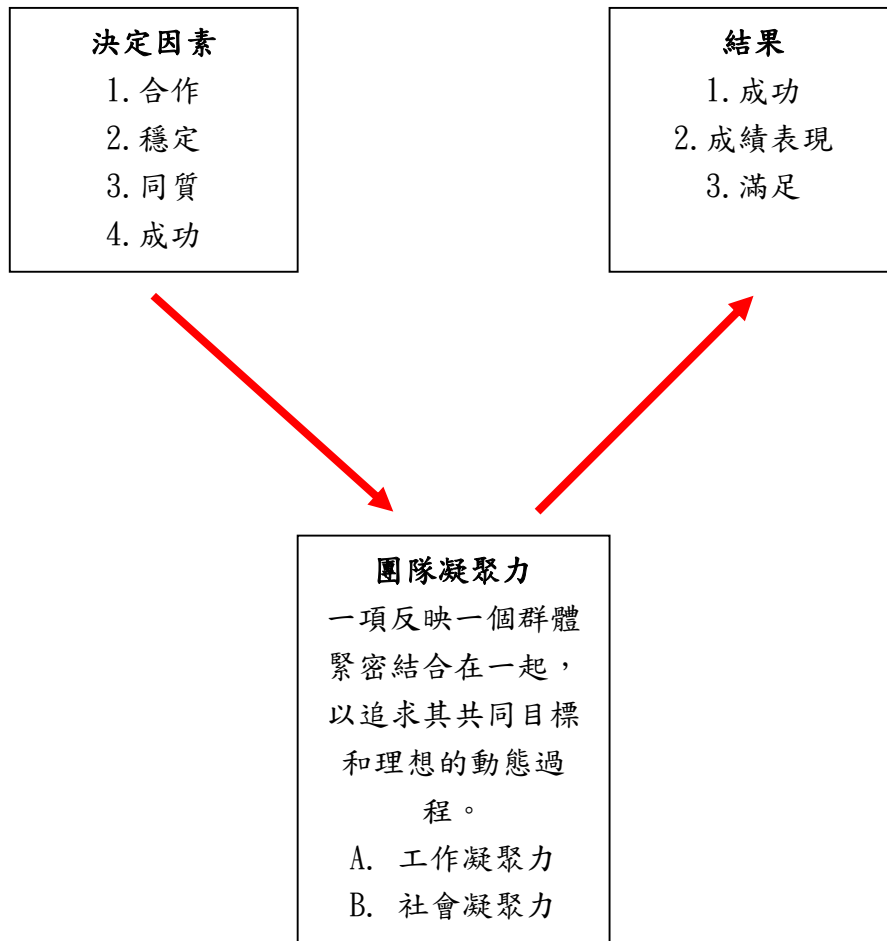 決定因素
1. 合作
2. 穩定
3. 同質
4. 成功
結果
1. 成功
2. 成績表現
3. 滿足
團隊凝聚力
一項反映一個群體
緊密結合在一起，
以追求其共同目標
和理想的動態過
程。
A. 工作凝聚力
B. 社會凝聚力